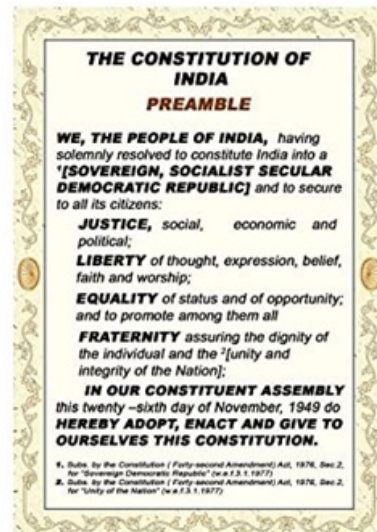 THE CONSTITUTION OF
INDIA
PREAMBLE
WE, THE PEOPLE OF INDIA, having
solemnly resolved to constitute India into a
¹[SOVEREIGN, SOCIALIST SECULAR
DEMOCRATIC REPUBLIC] and to secure
to all its citizens:
JUSTICE, social, economic and
political;
LIBERTY of thought, expression, belief,
faith and worship;
EQUALITY of status and of opportunity;
and to promote among them all
FRATERNITY assuring the dignity of
the individual and the ²[unity and
integrity of the Nation];
IN OUR CONSTITUENT ASSEMBLY
this twenty –sixth day of November, 1949 do
HEREBY ADOPT, ENACT AND GIVE TO
OURSELVES THIS CONSTITUTION.
1. Subs. by the Constitution ( Forty-second Amendment) Act, 1976, Sec.2,
for "Sovereign Democratic Republic" (w.e.f.3.1.1977)
2. Subs. by the Constitution ( Forty-second Amendment) Act, 1976, Sec.2,
for "Unity of the Nation" (w.e.f.3.1.1977)